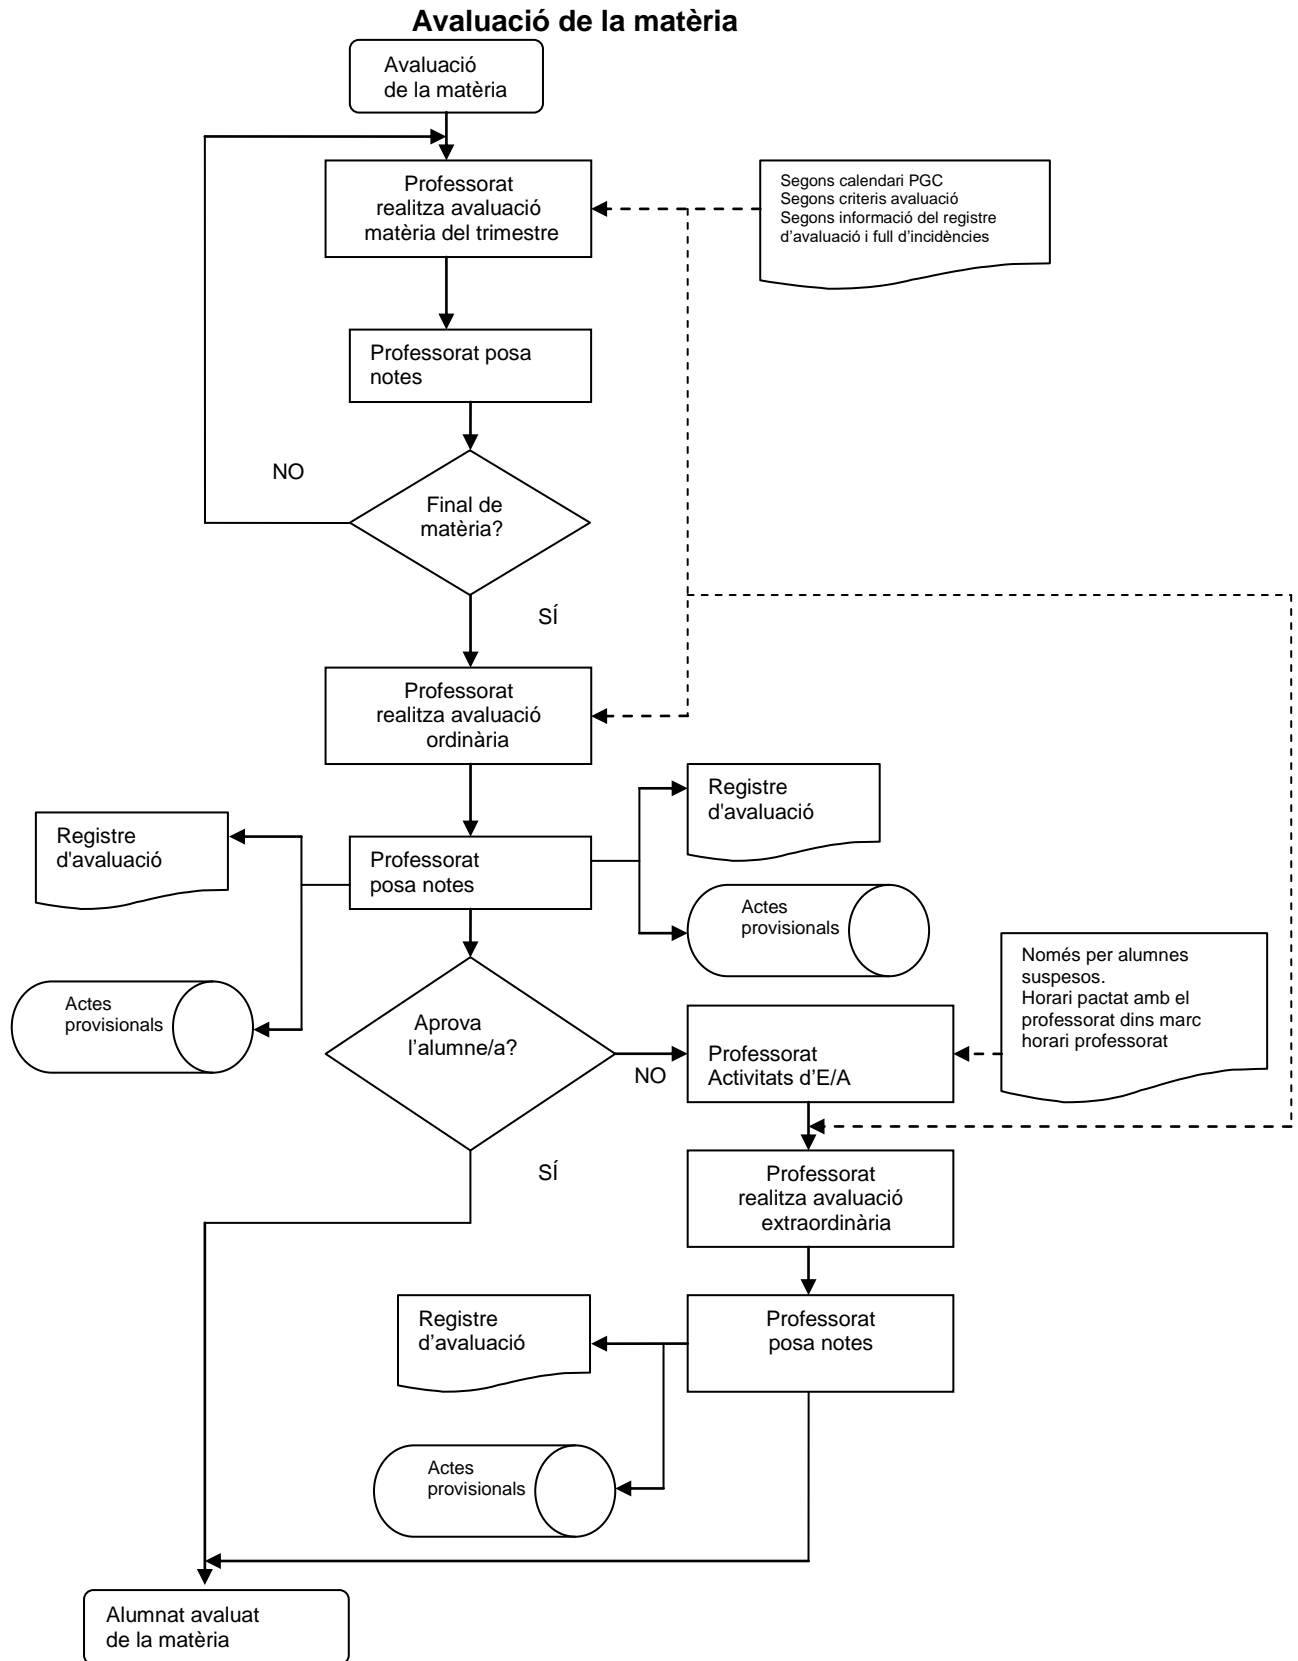 Avaluació de la matèria
Avaluació
de la matèria
Professorat
realitza avaluació
matèria del trimestre
Segons calendari PGC
Segons criteris avaluació
Segons informació del registre
d’avaluació i full d’incidències
Professorat posa
notes
NO
Final de
matèria?
SÍ
Professorat
realitza avaluació
ordinària
Registre
d'avaluació
Registre
d'avaluació
Professorat
posa notes
Actes
provisionals
Actes
provisionals
Aprova
l’alumne/a?
NO
Professorat
Activitats d’E/A
Només per alumnes
suspesos.
Horari pactat amb el
professorat dins marc
horari professorat
SÍ
Professorat
realitza avaluació
extraordinària
Registre
d’avaluació
Professorat
posa notes
Actes
provisionals
Alumnat avaluat
de la matèria